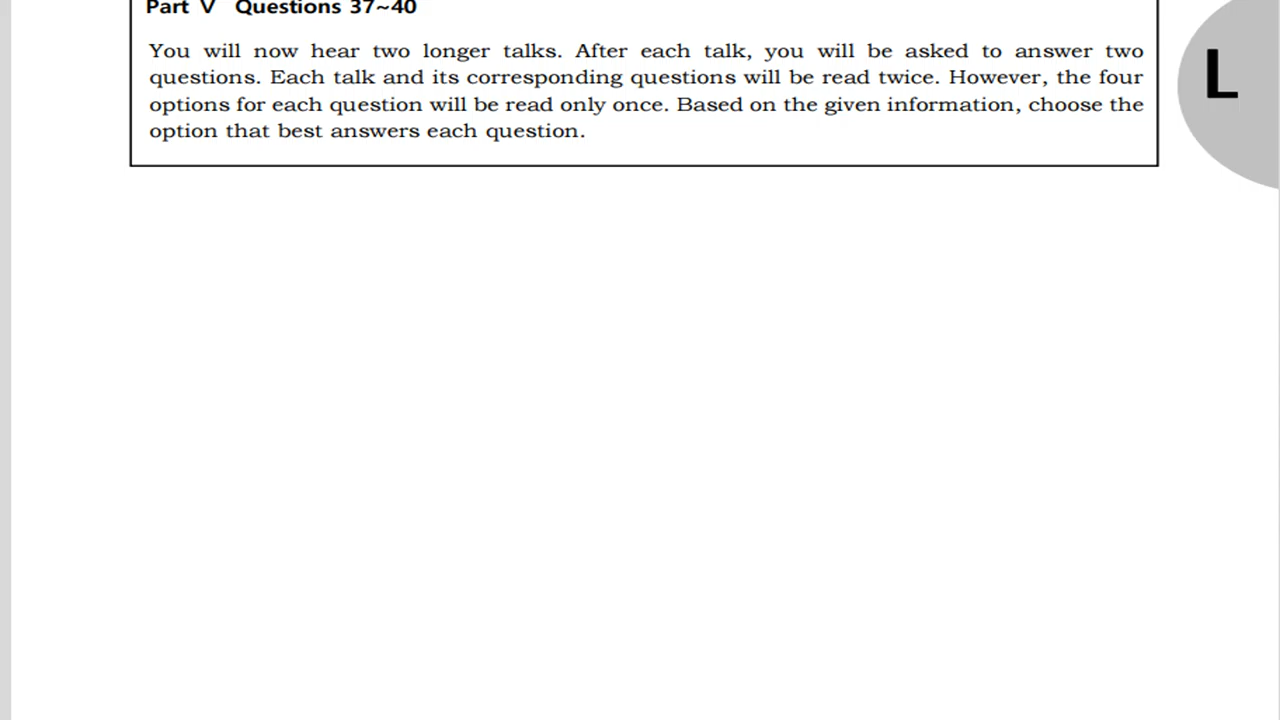 Part V Questions 37~40
You will now hear two longer talks. After each talk, you will be asked to answer two
questions. Each talk and its corresponding questions will be read twice. However, the four
options for each question will be read only once. Based on the given information, choose the
option that best answers each question.
L